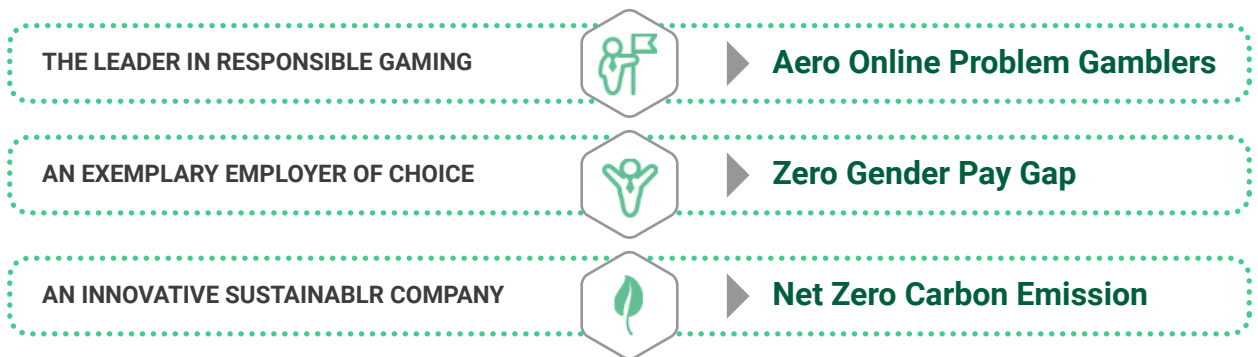 THE LEADER IN RESPONSIBLE GAMING
Aero Online Problem Gamblers
AN EXEMPLARY EMPLOYER OF CHOICE
Zero Gender Pay Gap
AN INNOVATIVE SUSTAINABLR COMPANY
Net Zero Carbon Emission